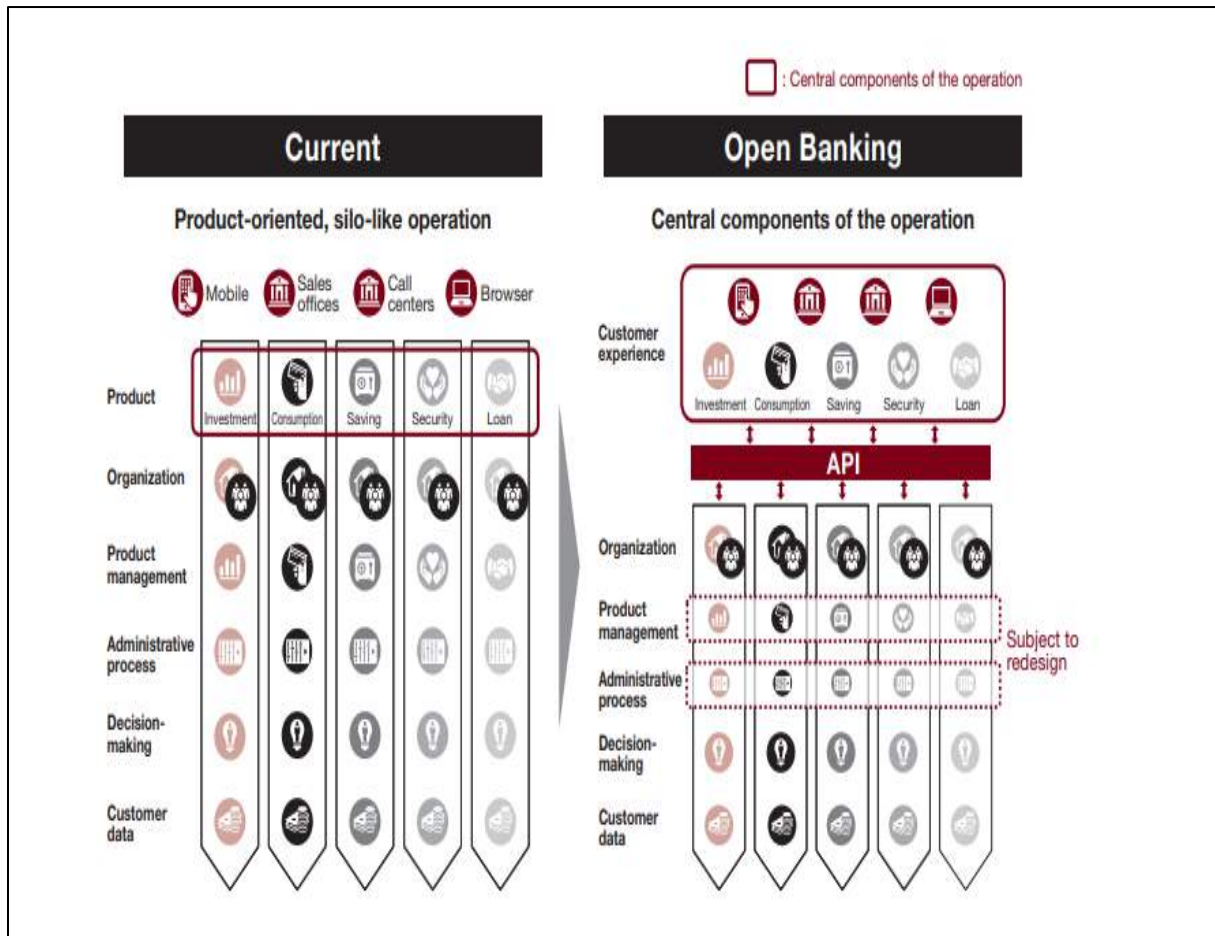 : Central components of the operation
Current
Product-oriented, silo-like operation
Mobile
Sales
offices
Call
centers
Browser
Product
Investment
Consumption
Saving
Security
Loan
Organization
Product
management
Administrative
process
Decision-
making
Customer
data
Open Banking
Central components of the operation
Customer
experience
Investment
Consumption
Saving
Security
Loan
API
Organization
Product
management
Administrative
process
Subject to
redesign
Decision-
making
Customer
data